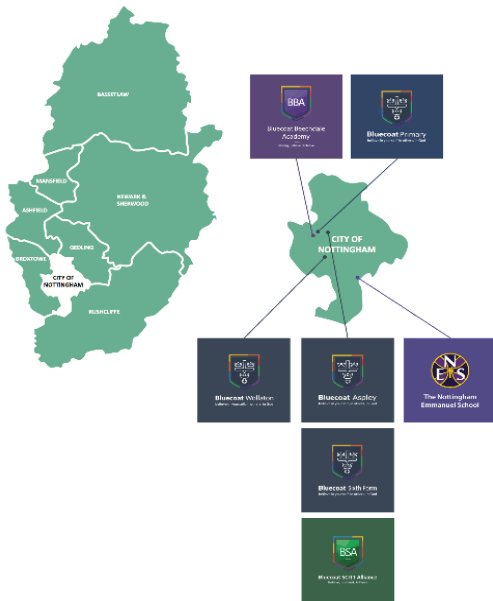 BASSETLAW
MANSFIELD
ASHFIELD
NEWARK &
SHERWOOD
GEDLING
BROXTOWE
CITY OF
NOTTINGHAM
RUSHCLIFFE
BBA
Bluecoat Beechdale
Academy
Bluecoat Primary
CITY OF
NOTTINGHAM
Bluecoat Wollaton
Bluecoat Aspley
N
E S
The Nottingham
Emmanuel School
Bluecoat Sixth Form
BSA
Bluecoat SCITT Alliance